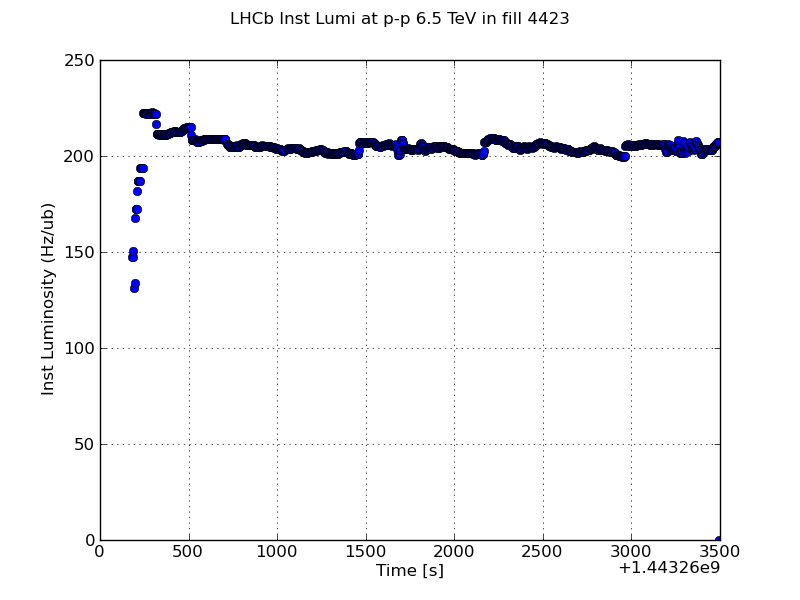 LHCb Inst Lumi at p-p 6.5 TeV in fill 4423
250
200
150
100
50
0
Inst Luminosity (Hz/ub)
0 500 1000 1500 2000 2500 3000 3500
Time [s]
+1.44326e9